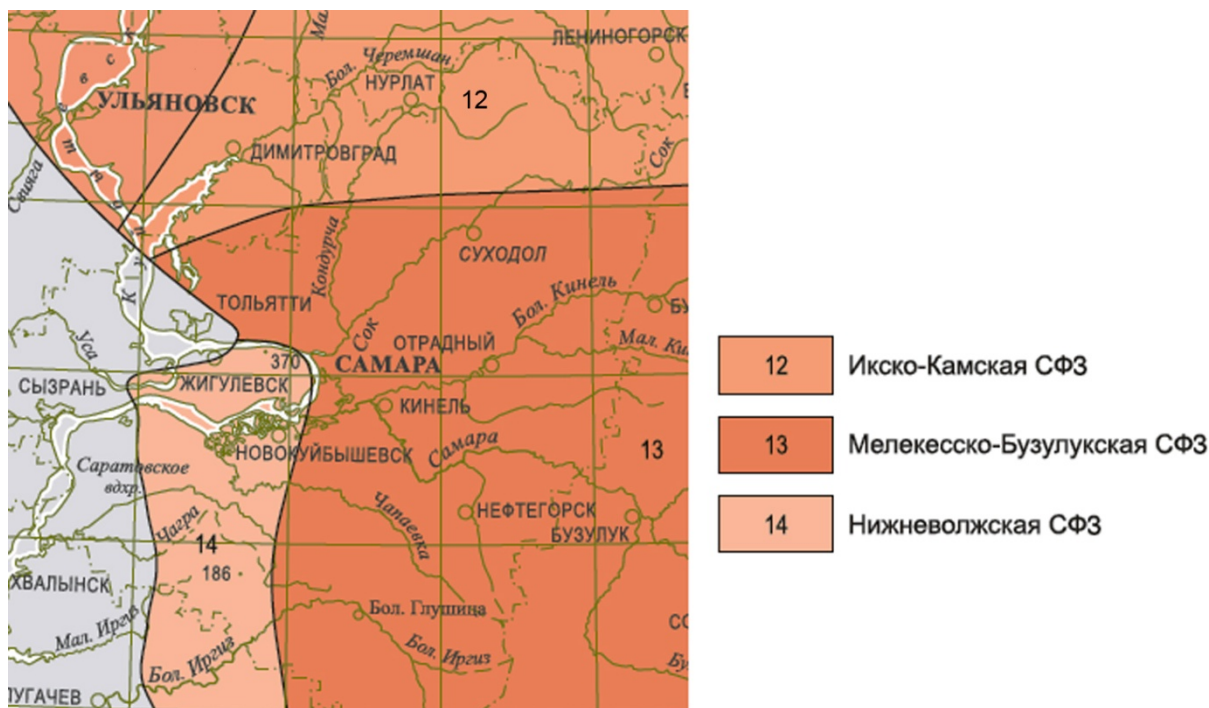 ЛЕНИНОГОРСК
Мал.
Бол. Черемшан
НУРЛАТ
12
УЛЬЯНОВСК
ДИМИТРОВГРАД
Сок
Свияга
СУХОДОЛ
Кондурча
ТОЛЬЯТТИ
Бол. Кинель
Уса
Сок
ОТРАДНЫЙ
Мал. Ки
370
САМАРА
СЫЗРАНЬ
ЖИГУЛЕВСК
КИНЕЛЬ
НОВОКУЙБЫШЕВСК
Самара
13
Саратовское
вдхр.
Чапаевка
НЕФТЕГОРСК
Чагра
БУЗУЛУК
14
186
ХВАЛЫНСК
Мал. Иргиз
Бол. Глушица
Бол. Иргиз
Бол. Иргиз
ПУГАЧЕВ
12 Икско-Камская СФЗ
13 Мелекесско-Бузулукская СФЗ
14 Нижневолжская СФЗ